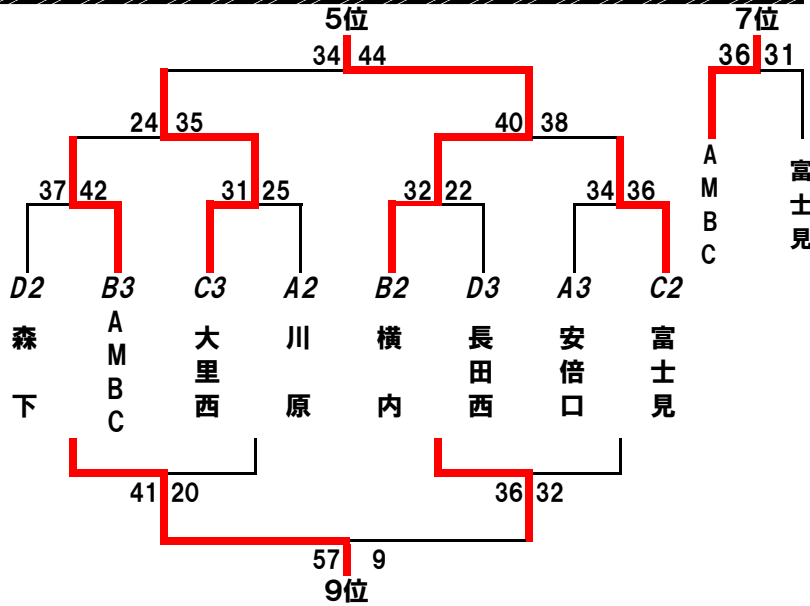 5位
7位
34 44
36 31
24 35
40 38
37 42
31 25
32 22
34 36
AMBC
富士見
D2 B3 C3 A2 B2 D3 A3 C2
森下
AMBC
大里西
川原
横内
長田西
安倍口
富士見
41 20
36 32
57 9
9位